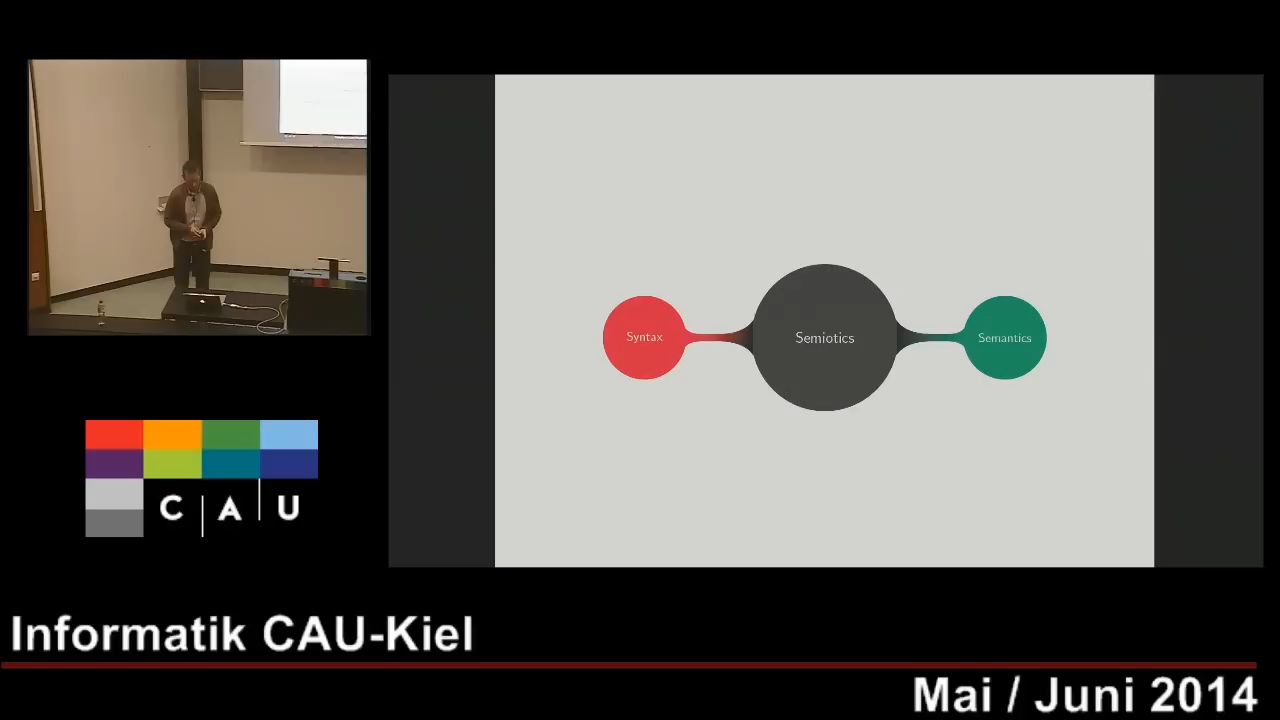 Syntax
Semiotics
Semantics
C A U
Informatik CAU-Kiel
Mai / Juni 2014